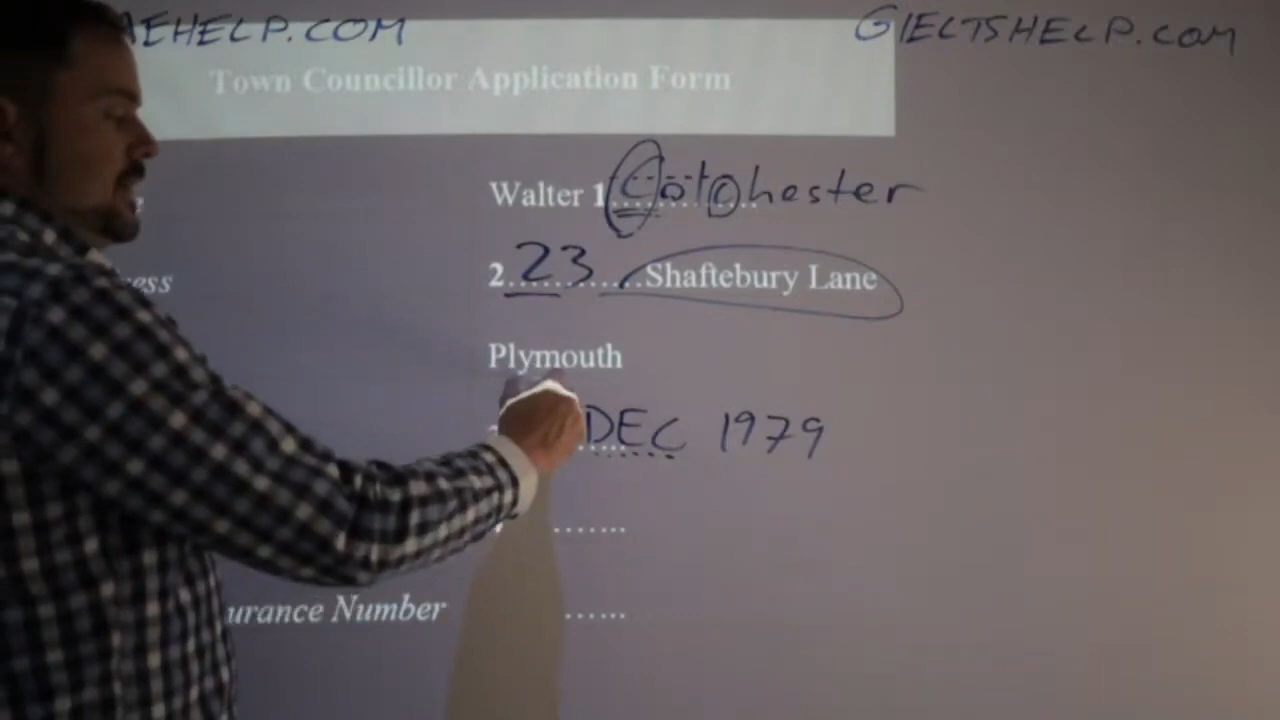 AEHELP.COM
GIELTSHELP.COM
Town Councillor Application Form
Walter 1 Cotchester
ess
2. 23 ......Shaftebury Lane
Plymouth
DEC 1979
.......
urance Number ......